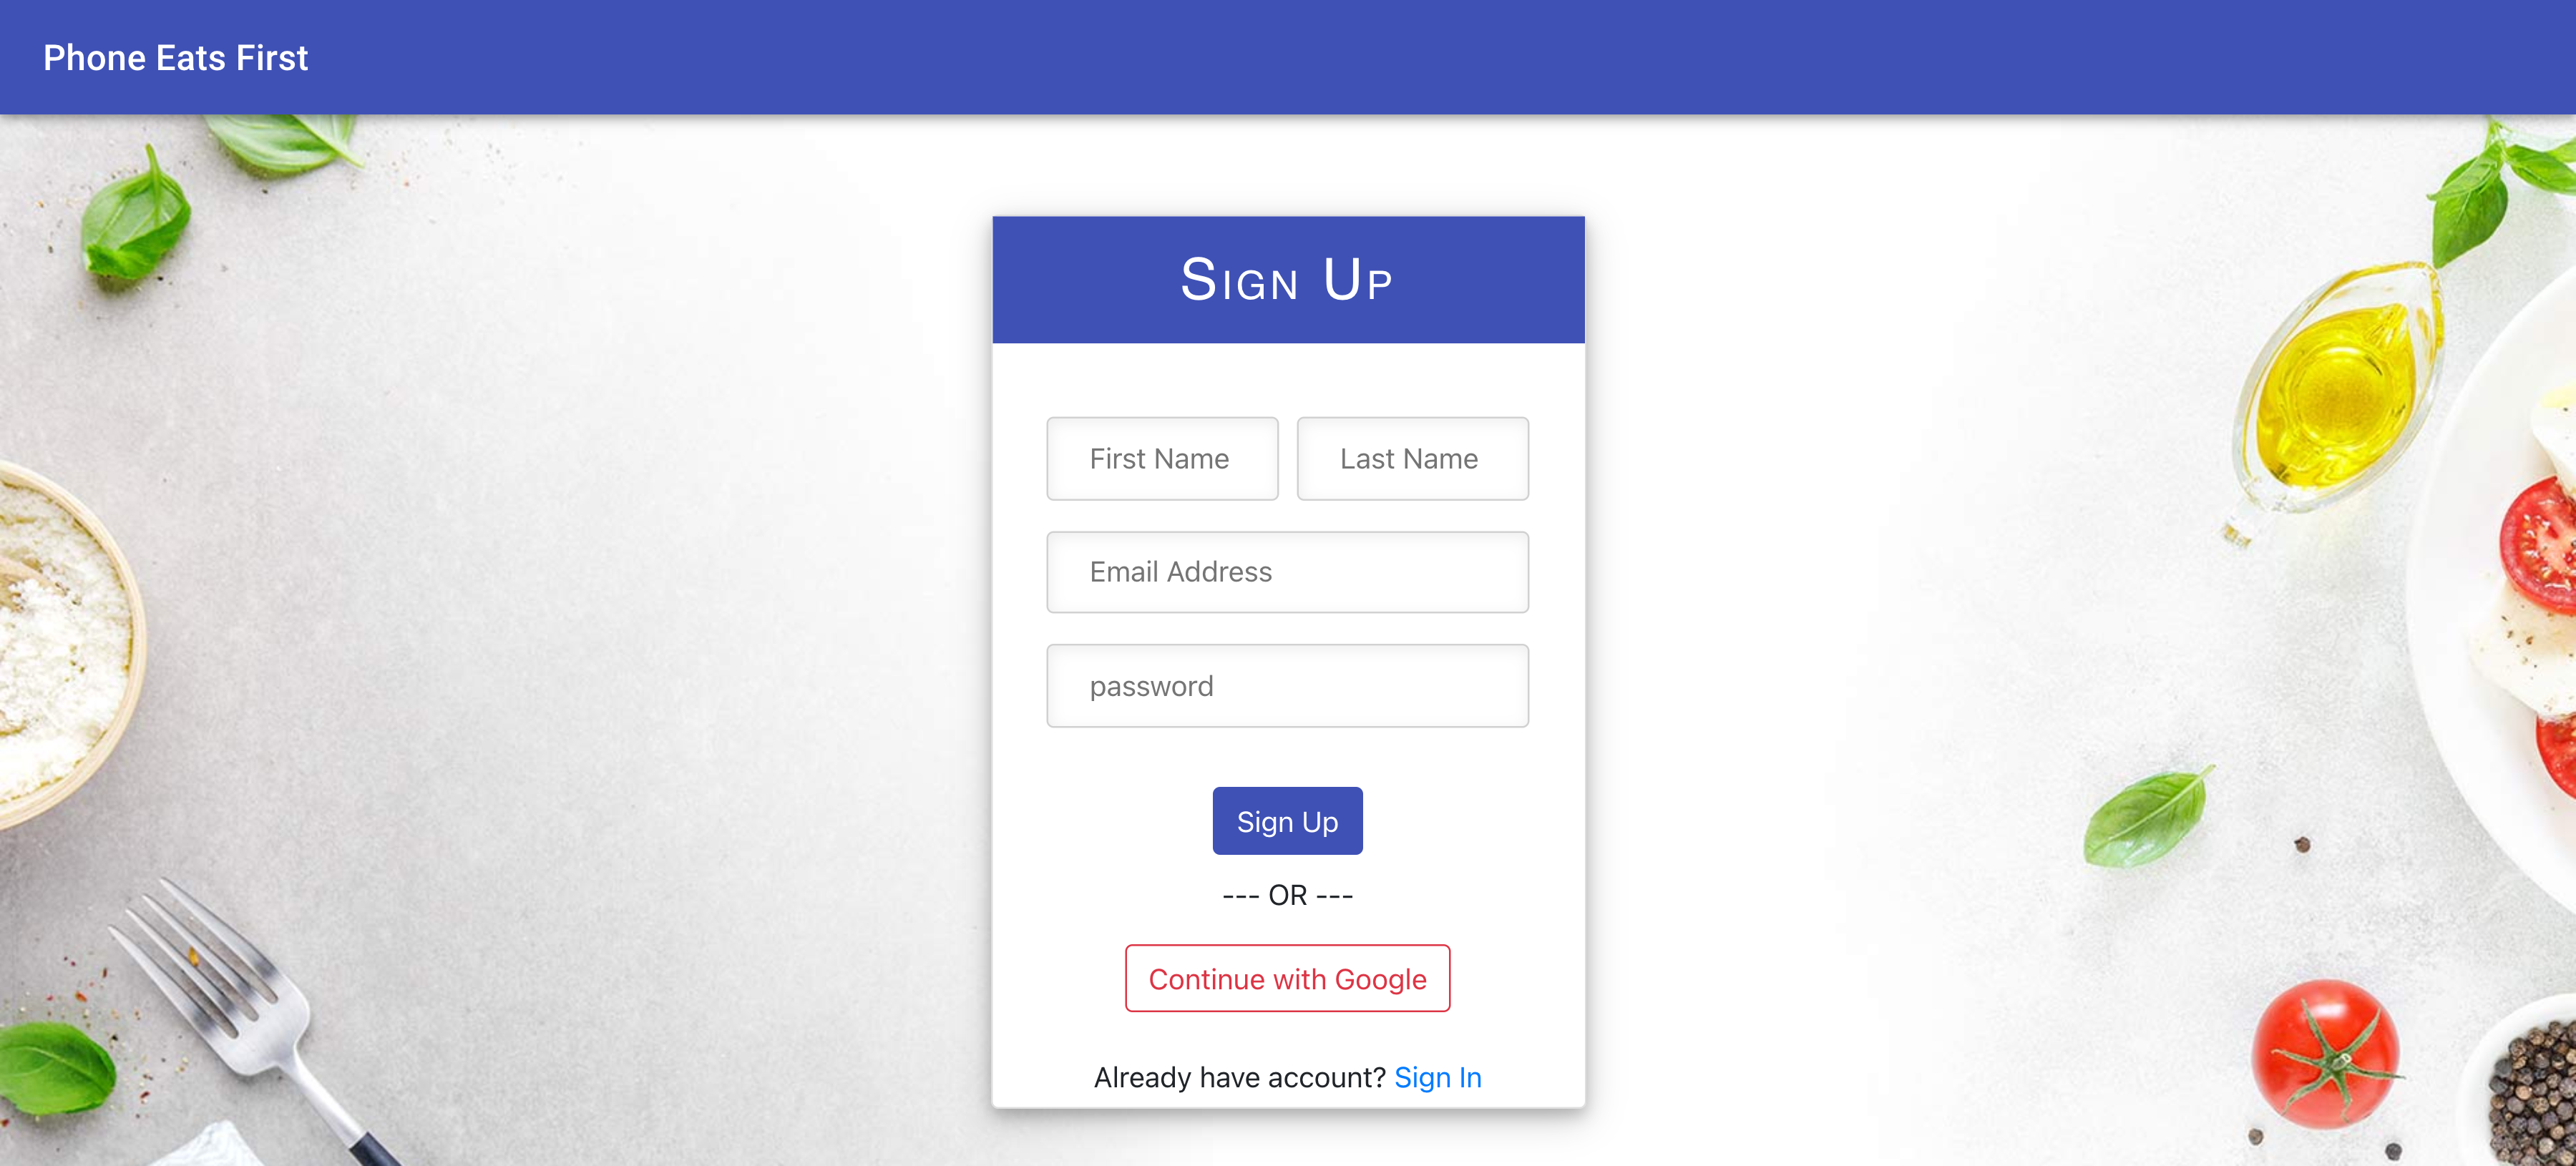 Phone Eats First
Sign Up
First Name
Last Name
Email Address
password
Sign Up
--- OR ---
Continue with Google
Already have account? Sign In